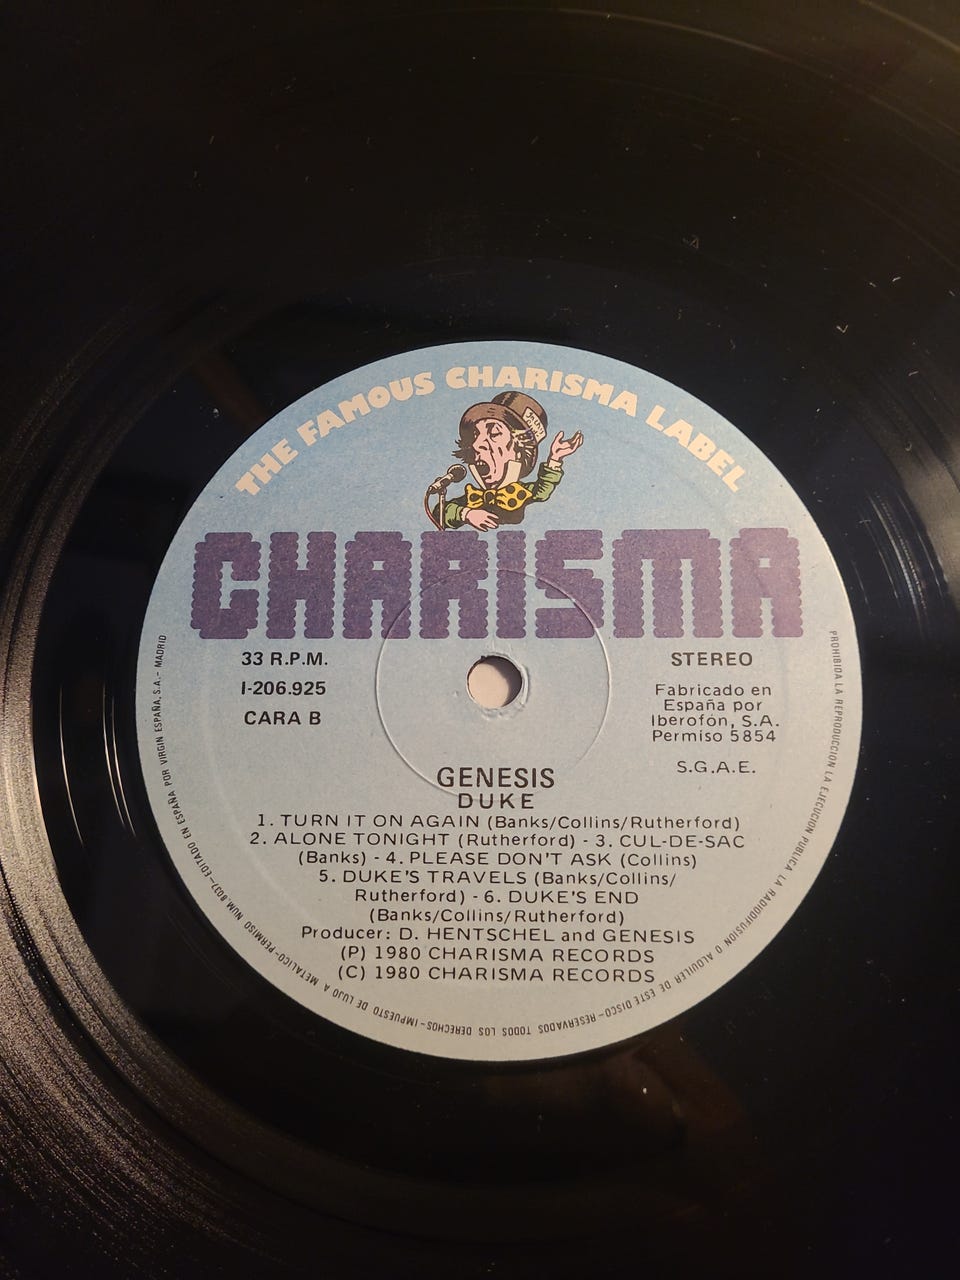 THE FAMOUS CHARISMA LABEL
CHARISMA
33 R.P.M.
I-206.925
CARA B
STEREO
Fabricado en
España por
Iberofón, S.A.
Permiso 5854
S.G.A.E.
GENESIS
DUKE
1. TURN IT ON AGAIN (Banks/Collins/Rutherford)
2. ALONE TONIGHT (Rutherford) - 3. CUL-DE-SAC
(Banks) - 4. PLEASE DON'T ASK (Collins)
5. DUKE'S TRAVELS (Banks/Collins/
Rutherford) - 6. DUKE'S END
(Banks/Collins/Rutherford)
Producer: D. HENTSCHEL and GENESIS
(P) 1980 CHARISMA RECORDS
(C) 1980 CHARISMA RECORDS
PROHIBIDA LA REPRODUCCION LA EJECUCION PUBLICA LA RADIODIFUSION O ALQUILER DE ESTE DISCO-RESERVADOS TODOS LOS DERECHOS-IMPUESTO DE LUJO A METALICO-PERMISO NUM. 8037-EDITADO EN ESPAÑA POR VIRGIN ESPAÑA, S.A.- MADRID